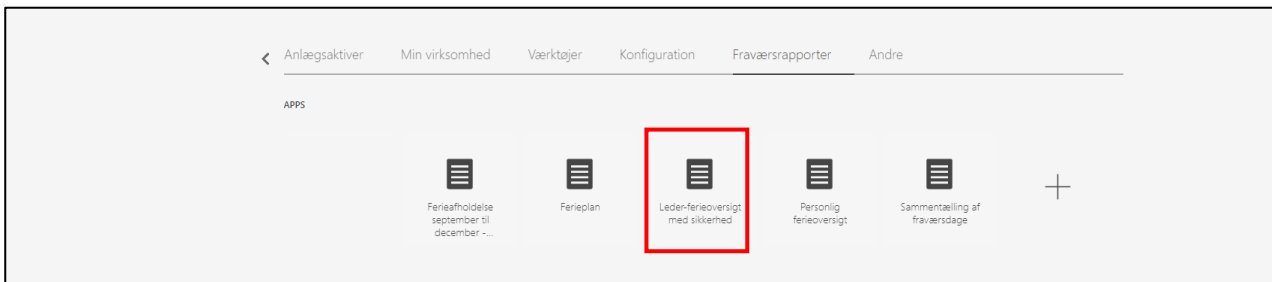 Anlægsaktiver Min virksomhed Værktøjer Konfiguration Fraværsrapporter Andre
APPS
Ferieafholdelse
september til
december -...
Ferieplan
Leder-ferieoversigt
med sikkerhed
Personlig
ferieoversigt
Sammentælling af
fraværsdage